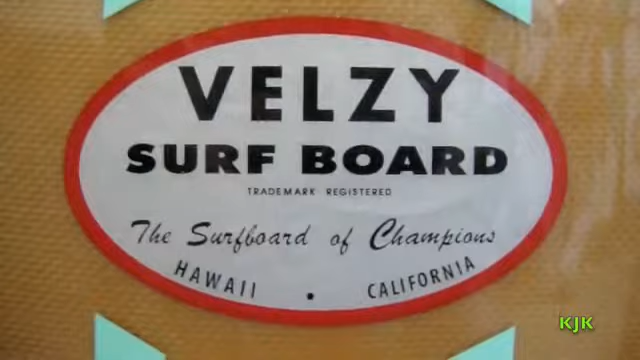 VELZY
SURF BOARD
TRADEMARK REGISTERED
The Surfboard of Champions
HAWAII • CALIFORNIA
KJK